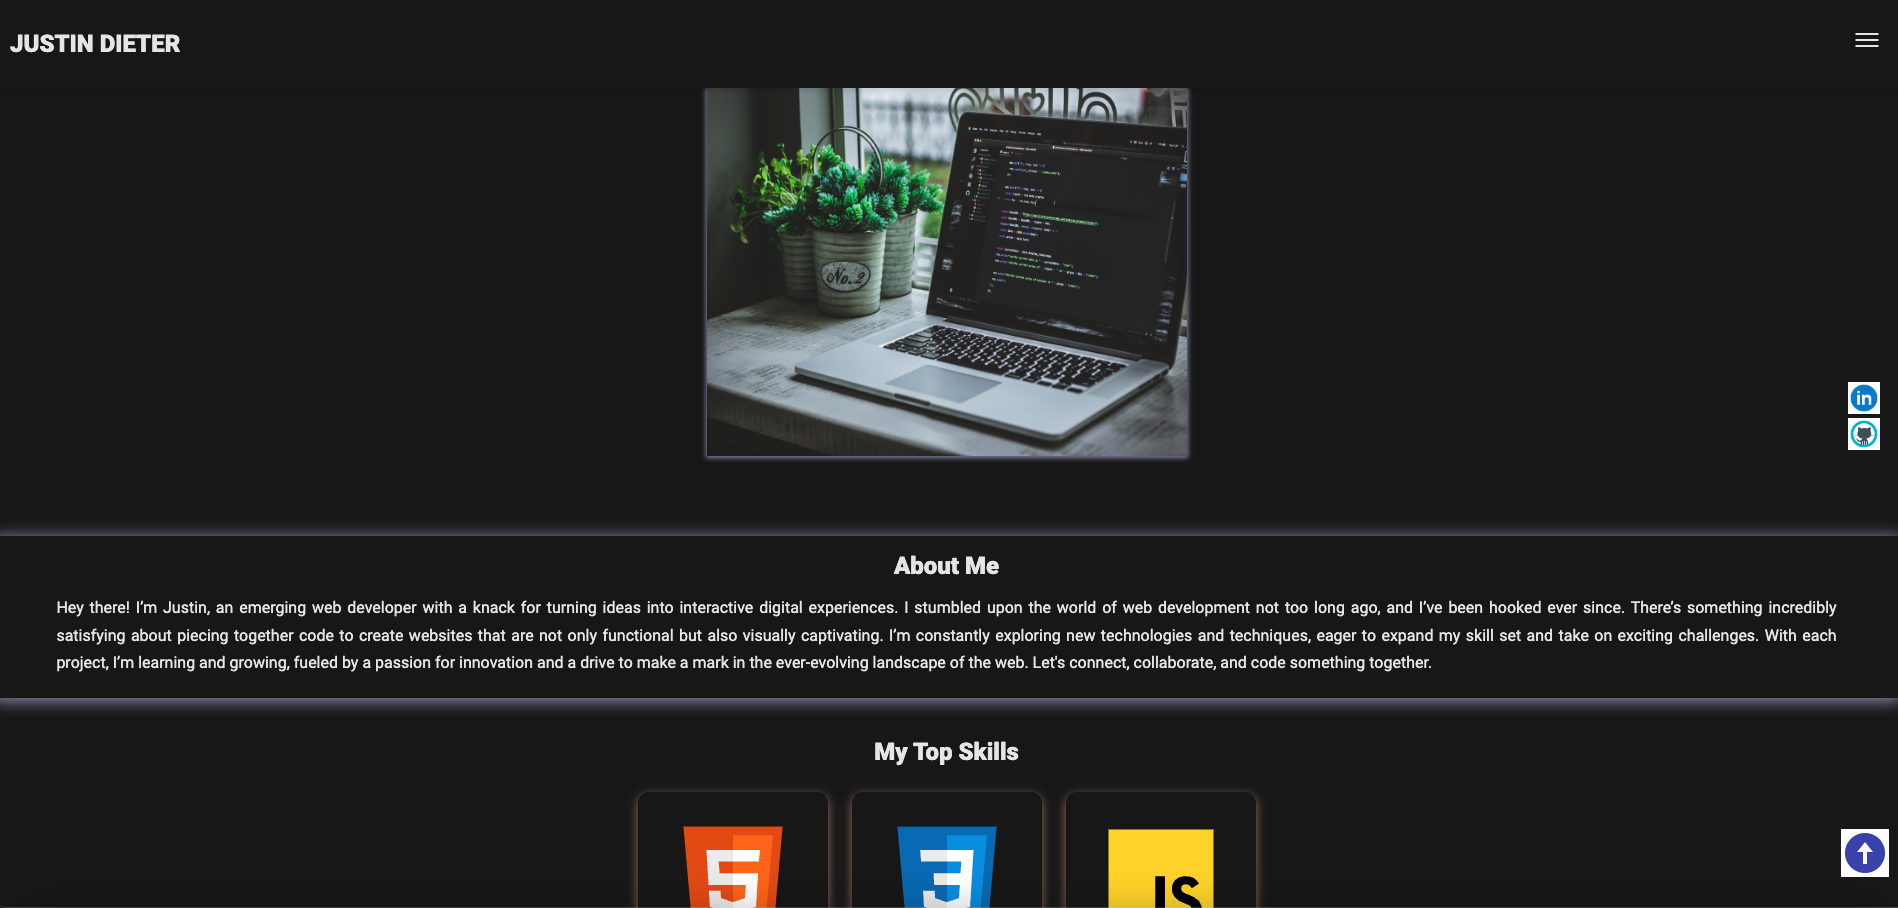 JUSTIN DIETER
No. 2
in
About Me
Hey there! I’m Justin, an emerging web developer with a knack for turning ideas into interactive digital experiences. I stumbled upon the world of web development not too long ago, and I’ve been hooked ever since. There’s something incredibly
satisfying about piecing together code to create websites that are not only functional but also visually captivating. I’m constantly exploring new technologies and techniques, eager to expand my skill set and take on exciting challenges. With each
project, I’m learning and growing, fueled by a passion for innovation and a drive to make a mark in the ever-evolving landscape of the web. Let's connect, collaborate, and code something together.
My Top Skills
5
3
JS